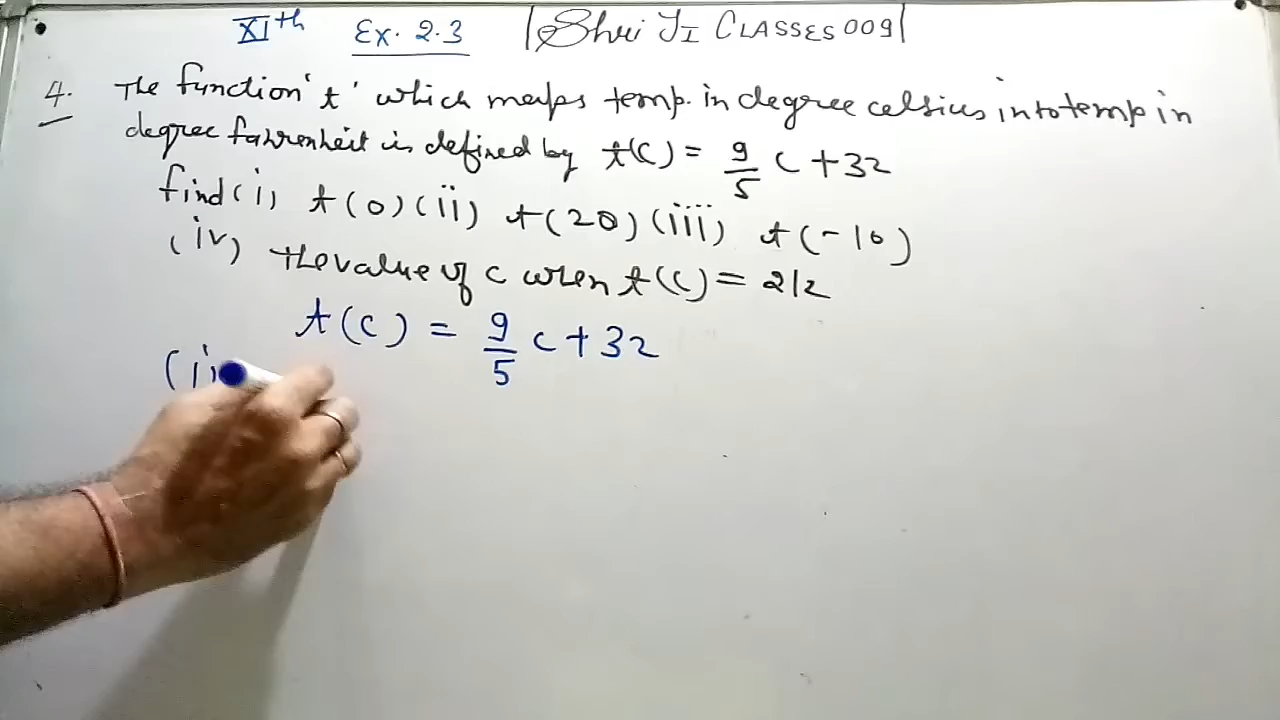 XIth Ex. 2.3 |Shri JI CLASSES 009|
4. The function 't' which maps temp. in degree celsius into temp in
degree fahrenheit is defined by t(C) = 9/5 C + 32
find (i) t(0) (ii) t(20) (iii) t(-10)
(iv) the value of C when t(C) = 212
t(C) = 9/5 C + 32
(i)